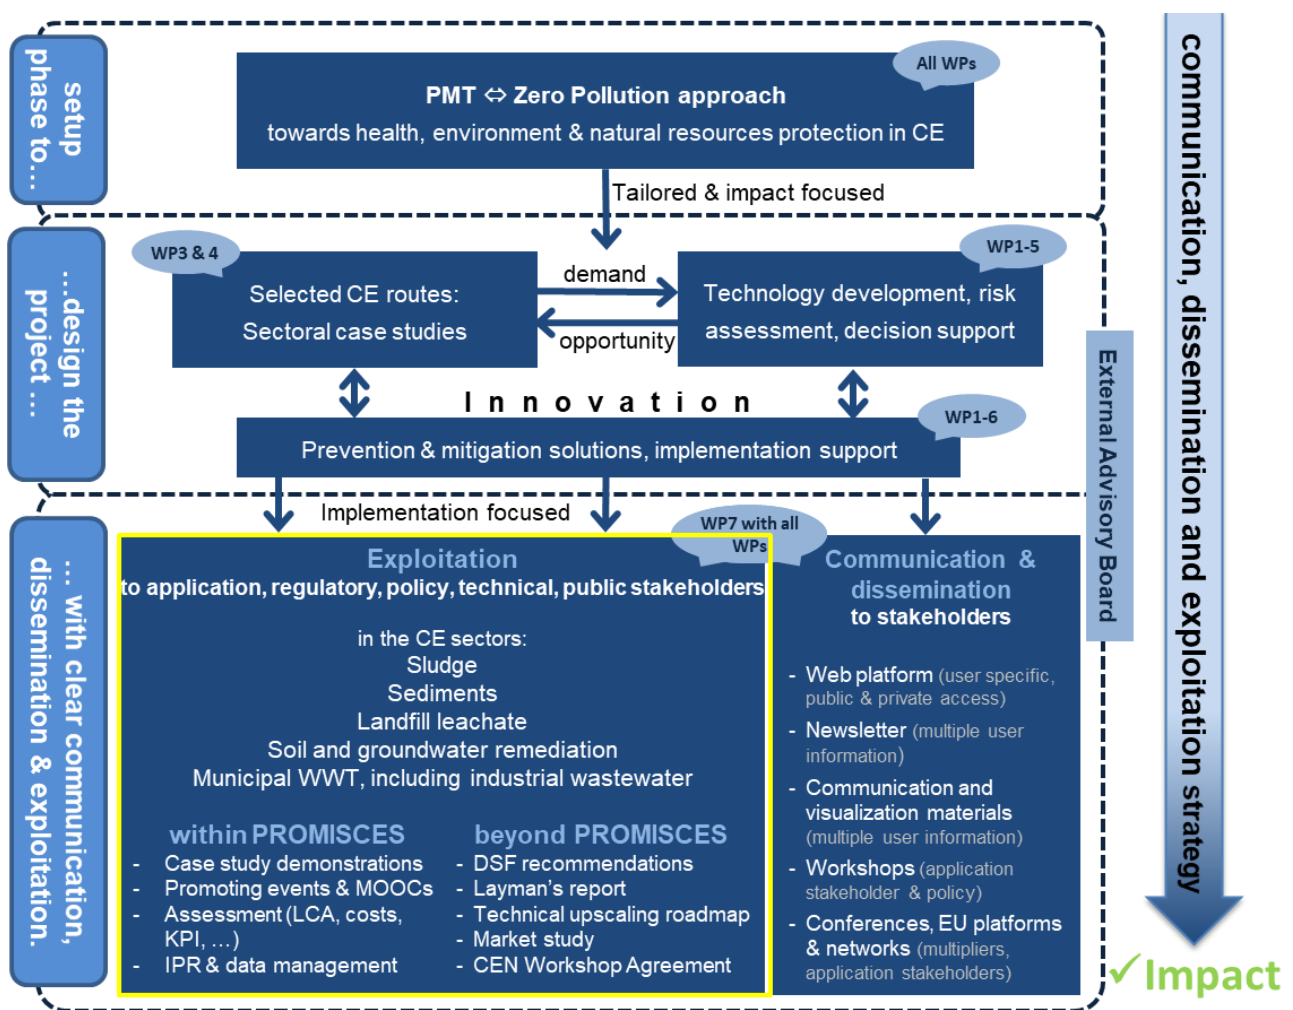 setup
phase to...
All WPs
PMT ⇔ Zero Pollution approach
towards health, environment & natural resources protection in CE
Tailored & impact focused
...design the
project ...
WP3 & 4
Selected CE routes:
Sectoral case studies
demand
opportunity
WP1-5
Technology development, risk
assessment, decision support
Innovation
WP1-6
Prevention & mitigation solutions, implementation support
External Advisory Board
Implementation focused
WP7 with all
WPs
... with clear communication,
dissemination & exploitation.
Exploitation
to application, regulatory, policy, technical, public stakeholders
in the CE sectors:
Sludge
Sediments
Landfill leachate
Soil and groundwater remediation
Municipal WWT, including industrial wastewater
within PROMISCES
- Case study demonstrations
- Promoting events & MOOCs
- Assessment (LCA, costs,
KPI, ...)
- IPR & data management
beyond PROMISCES
- DSF recommendations
- Layman's report
- Technical upscaling roadmap
- Market study
- CEN Workshop Agreement
Communication &
dissemination
to stakeholders
- Web platform (user specific,
public & private access)
- Newsletter (multiple user
information)
- Communication and
visualization materials
(multiple user information)
- Workshops (application
stakeholder & policy)
- Conferences, EU platforms
& networks (multipliers,
application stakeholders)
communication, dissemination and exploitation strategy
✓Impact